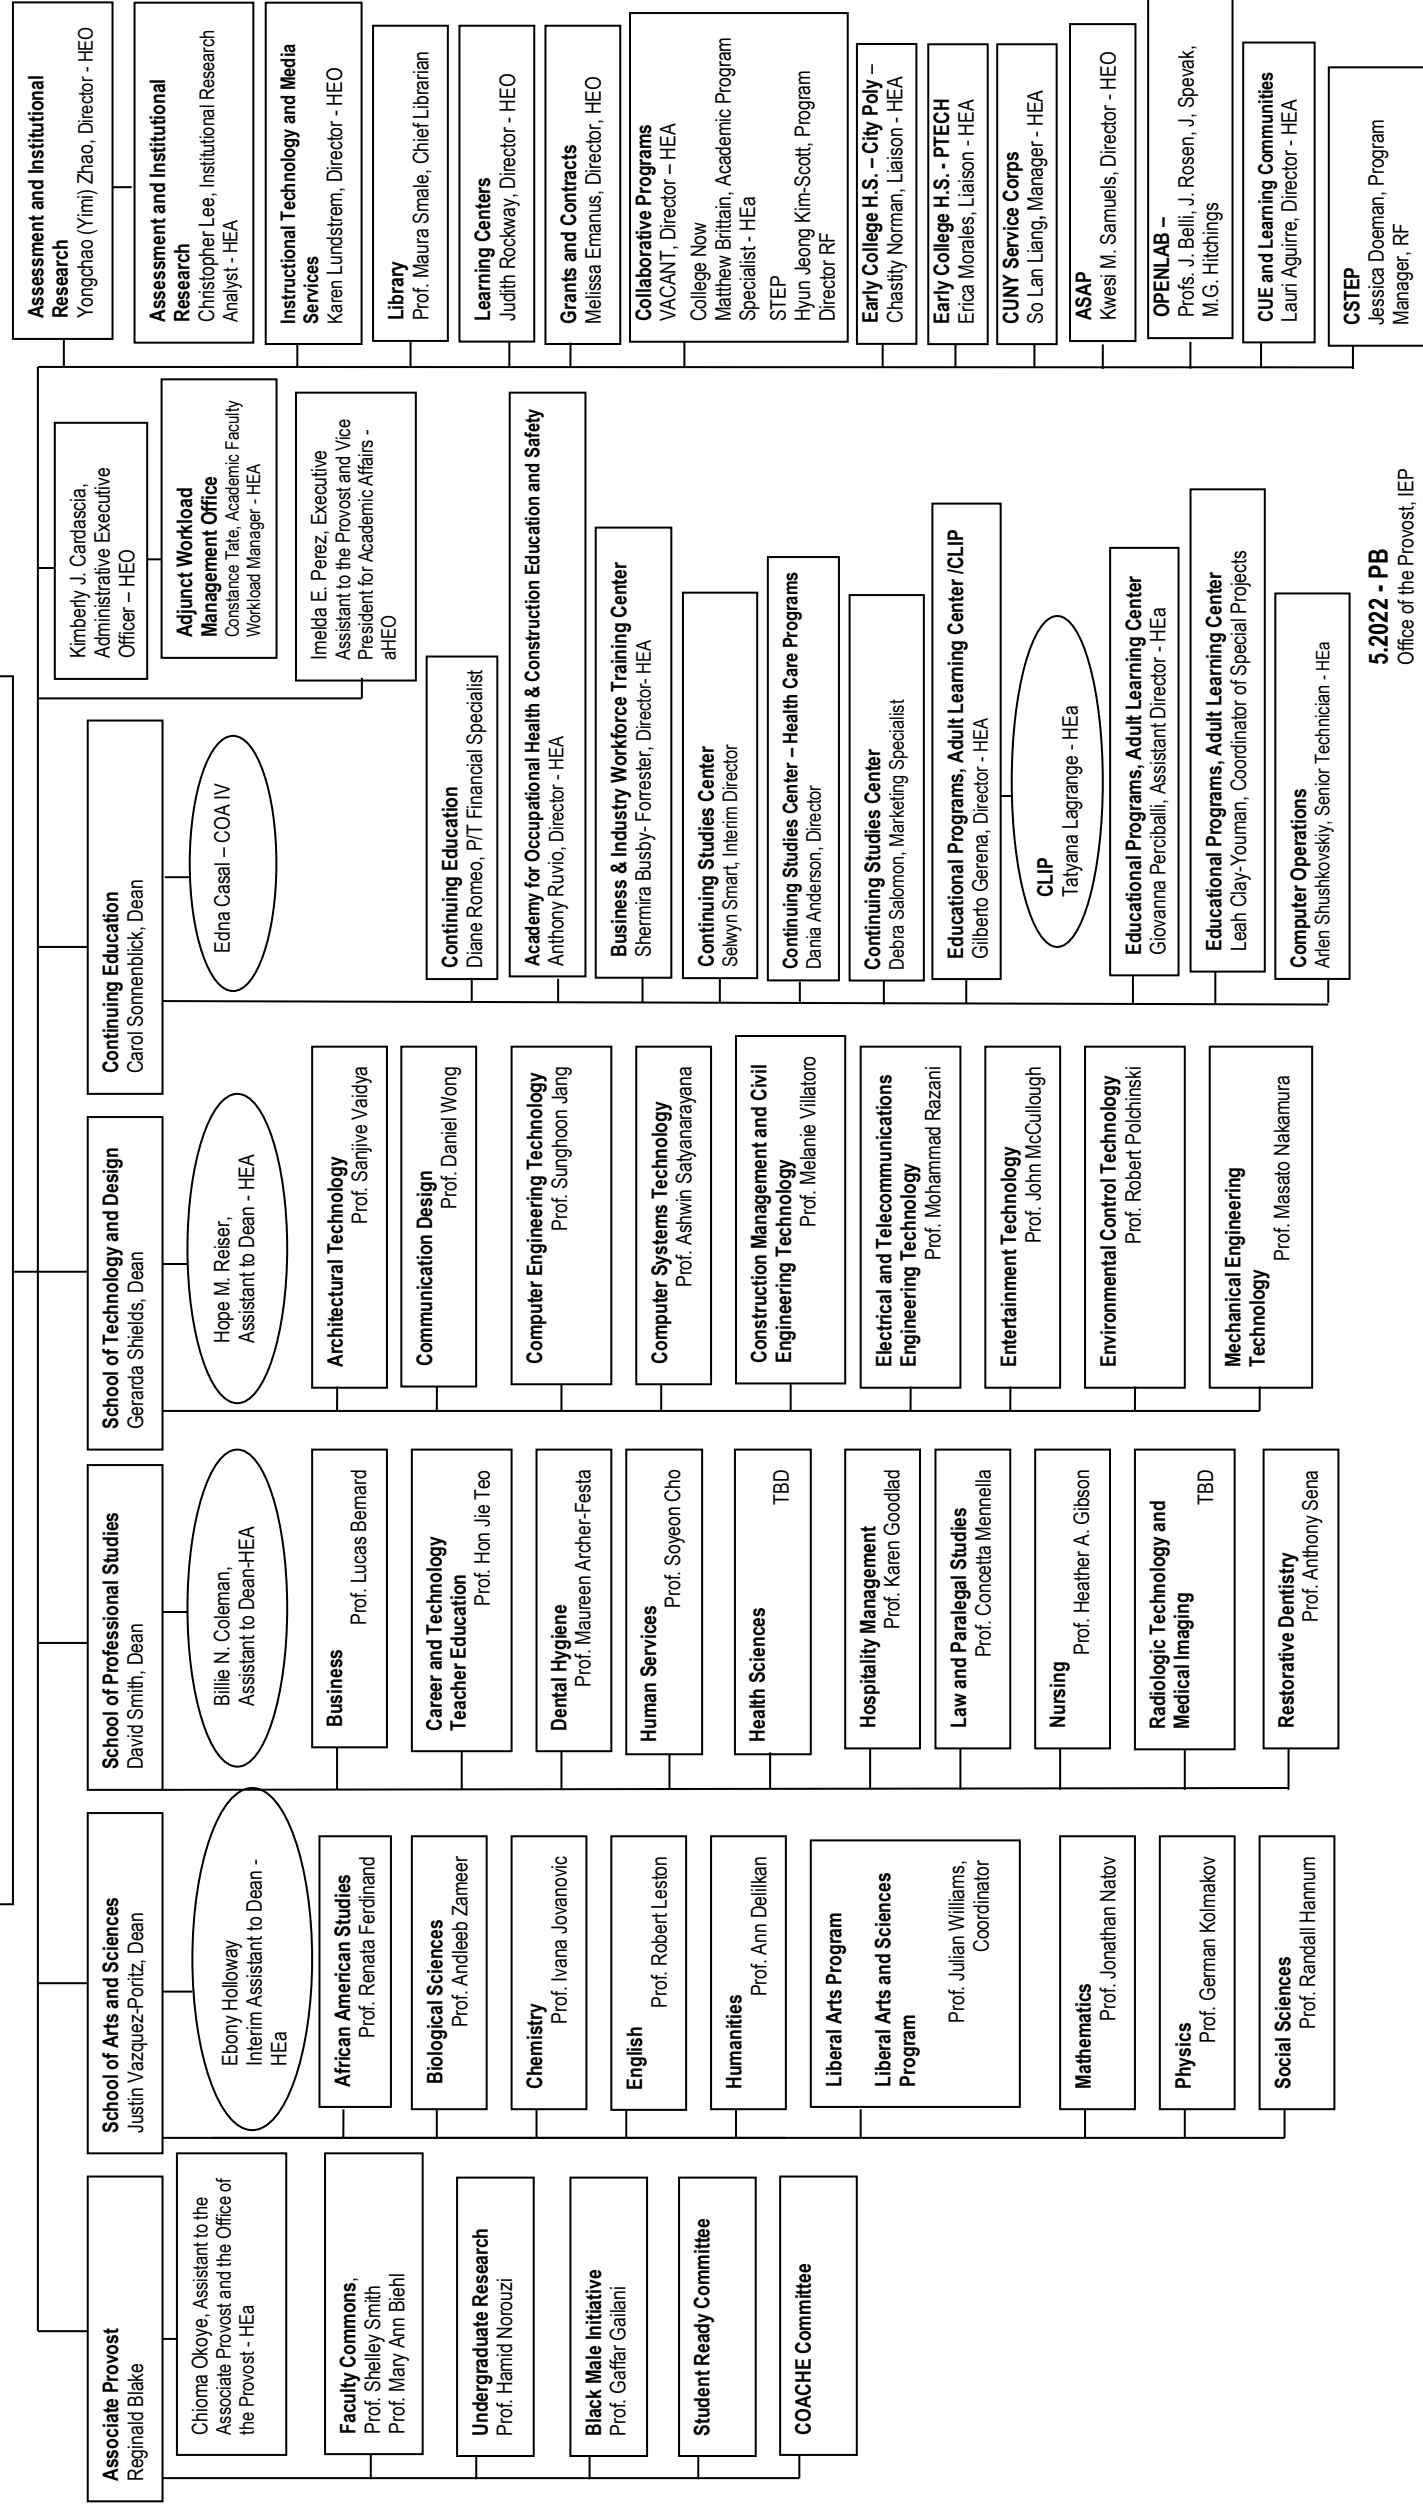 Associate Provost
Reginald Blake
Chioma Okoye, Assistant to the
Associate Provost and the Office of
the Provost - HEa
Faculty Commons,
Prof. Shelley Smith
Prof. Mary Ann Biehl
Undergraduate Research
Prof. Hamid Norouzi
Black Male Initiative
Prof. Gaffar Gailani
Student Ready Committee
COACHE Committee
School of Arts and Sciences
Justin Vazquez-Poritz, Dean
Ebony Holloway
Interim Assistant to Dean -
HEa
African American Studies
Prof. Renata Ferdinand
Biological Sciences
Prof. Andleeb Zameer
Chemistry
Prof. Ivana Jovanovic
English
Prof. Robert Leston
Humanities
Prof. Ann Delilkan
Liberal Arts Program
Liberal Arts and Sciences
Program
Prof. Julian Williams,
Coordinator
Mathematics
Prof. Jonathan Natov
Physics
Prof. German Kolmakov
Social Sciences
Prof. Randall Hannum
School of Professional Studies
David Smith, Dean
Billie N. Coleman,
Assistant to Dean-HEA
Business
Prof. Lucas Bernard
Career and Technology
Teacher Education
Prof. Hon Jie Teo
Dental Hygiene
Prof. Maureen Archer-Festa
Human Services
Prof. Soyeon Cho
Health Sciences
TBD
Hospitality Management
Prof. Karen Goodlad
Law and Paralegal Studies
Prof. Concetta Mennella
Nursing
Prof. Heather A. Gibson
Radiologic Technology and
Medical Imaging
TBD
Restorative Dentistry
Prof. Anthony Sena
School of Technology and Design
Gerarda Shields, Dean
Hope M. Reiser,
Assistant to Dean - HEA
Architectural Technology
Prof. Sanjive Vaidya
Communication Design
Prof. Daniel Wong
Computer Engineering Technology
Prof. Sunghoon Jang
Computer Systems Technology
Prof. Ashwin Satyanarayana
Construction Management and Civil
Engineering Technology
Prof. Melanie Villatoro
Electrical and Telecommunications
Engineering Technology
Prof. Mohammad Razani
Entertainment Technology
Prof. John McCullough
Environmental Control Technology
Prof. Robert Polchinski
Mechanical Engineering
Technology
Prof. Masato Nakamura
Continuing Education
Carol Sonnenblick, Dean
Edna Casal – COA IV
Continuing Education
Diane Romeo, P/T Financial Specialist
Academy for Occupational Health & Construction Education and Safety
Anthony Ruvio, Director - HEA
Business & Industry Workforce Training Center
Shermira Busby- Forrester, Director- HEA
Continuing Studies Center
Selwyn Smart, Interim Director
Continuing Studies Center – Health Care Programs
Dania Anderson, Director
Continuing Studies Center
Debra Salomon, Marketing Specialist
Educational Programs, Adult Learning Center /CLIP
Gilberto Gerena, Director - HEA
CLIP
Tatyana Lagrange - HEa
Educational Programs, Adult Learning Center
Giovanna Perciballi, Assistant Director - HEa
Educational Programs, Adult Learning Center
Leah Clay-Youman, Coordinator of Special Projects
Computer Operations
Arlen Shushkovskiy, Senior Technician - HEa
Kimberly J. Cardascia,
Administrative Executive
Officer – HEO
Adjunct Workload
Management Office
Constance Tate, Academic Faculty
Workload Manager - HEA
Imelda E. Perez, Executive
Assistant to the Provost and Vice
President for Academic Affairs -
aHEO
Assessment and Institutional
Research
Yongchao (Yimi) Zhao, Director - HEO
Assessment and Institutional
Research
Christopher Lee, Institutional Research
Analyst - HEA
Instructional Technology and Media
Services
Karen Lundstrem, Director - HEO
Library
Prof. Maura Smale, Chief Librarian
Learning Centers
Judith Rockway, Director - HEO
Grants and Contracts
Melissa Emanus, Director, HEO
Collaborative Programs
VACANT, Director – HEA
College Now
Matthew Brittain, Academic Program
Specialist - HEa
STEP
Hyun Jeong Kim-Scott, Program
Director RF
Early College H.S. – City Poly –
Chastity Norman, Liaison - HEA
Early College H.S. - PTECH
Erica Morales, Liaison - HEA
CUNY Service Corps
So Lan Liang, Manager - HEA
ASAP
Kwesi M. Samuels, Director - HEO
OPENLAB –
Profs. J. Belli, J. Rosen, J, Spevak,
M.G. Hitchings
CUE and Learning Communities
Lauri Aguirre, Director - HEA
CSTEP
Jessica Doeman, Program
Manager, RF
5.2022 - PB
Office of the Provost, IEP